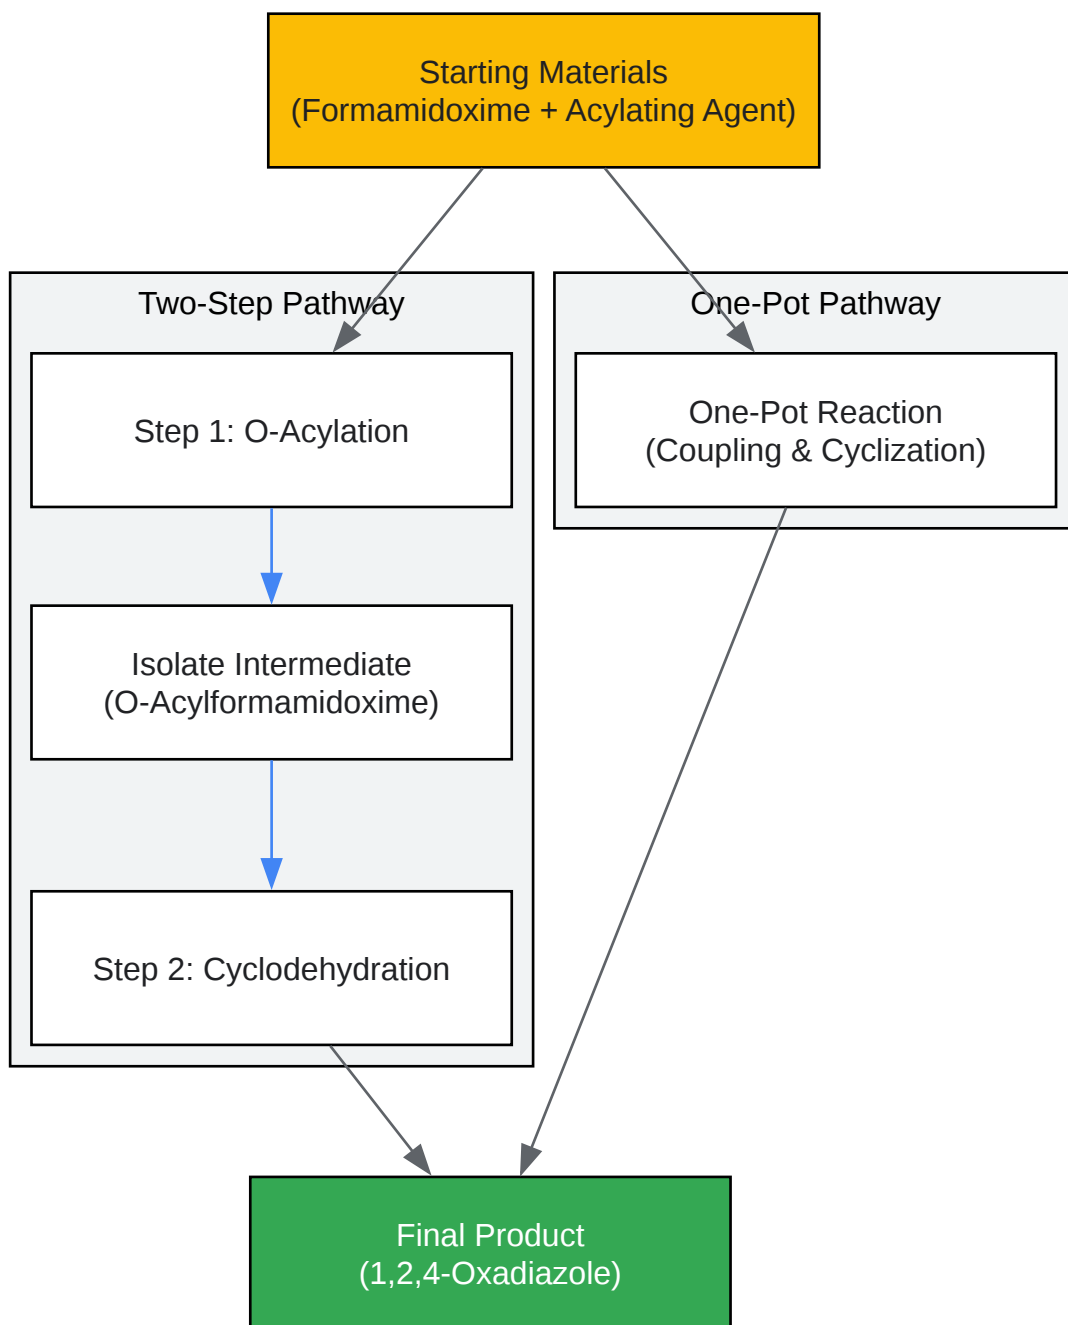 Starting Materials
(Formamidoxime + Acylating Agent)
Two-Step Pathway
Step 1: O-Acylation
Isolate Intermediate
(O-Acylformamidoxime)
Step 2: Cyclodehydration
One-Pot Pathway
One-Pot Reaction
(Coupling & Cyclization)
Final Product
(1,2,4-Oxadiazole)